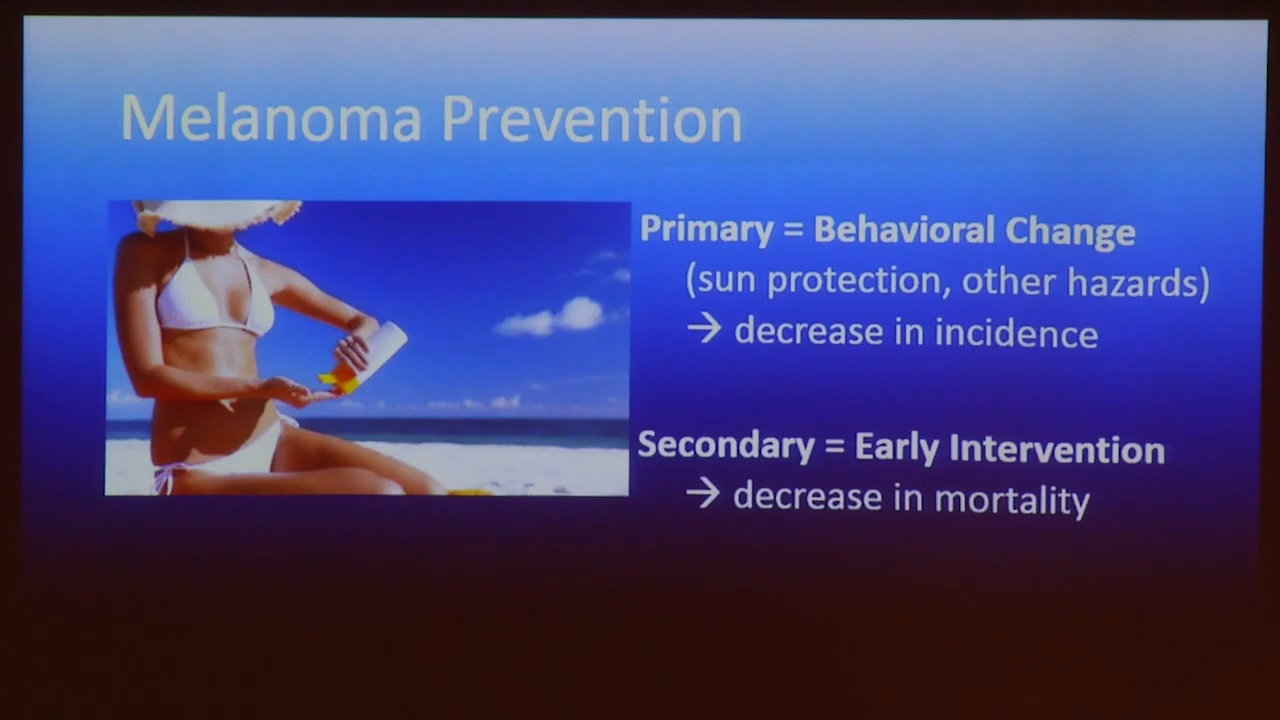 Melanoma Prevention
Primary = Behavioral Change
(sun protection, other hazards)
→ decrease in incidence
Secondary = Early Intervention
→ decrease in mortality